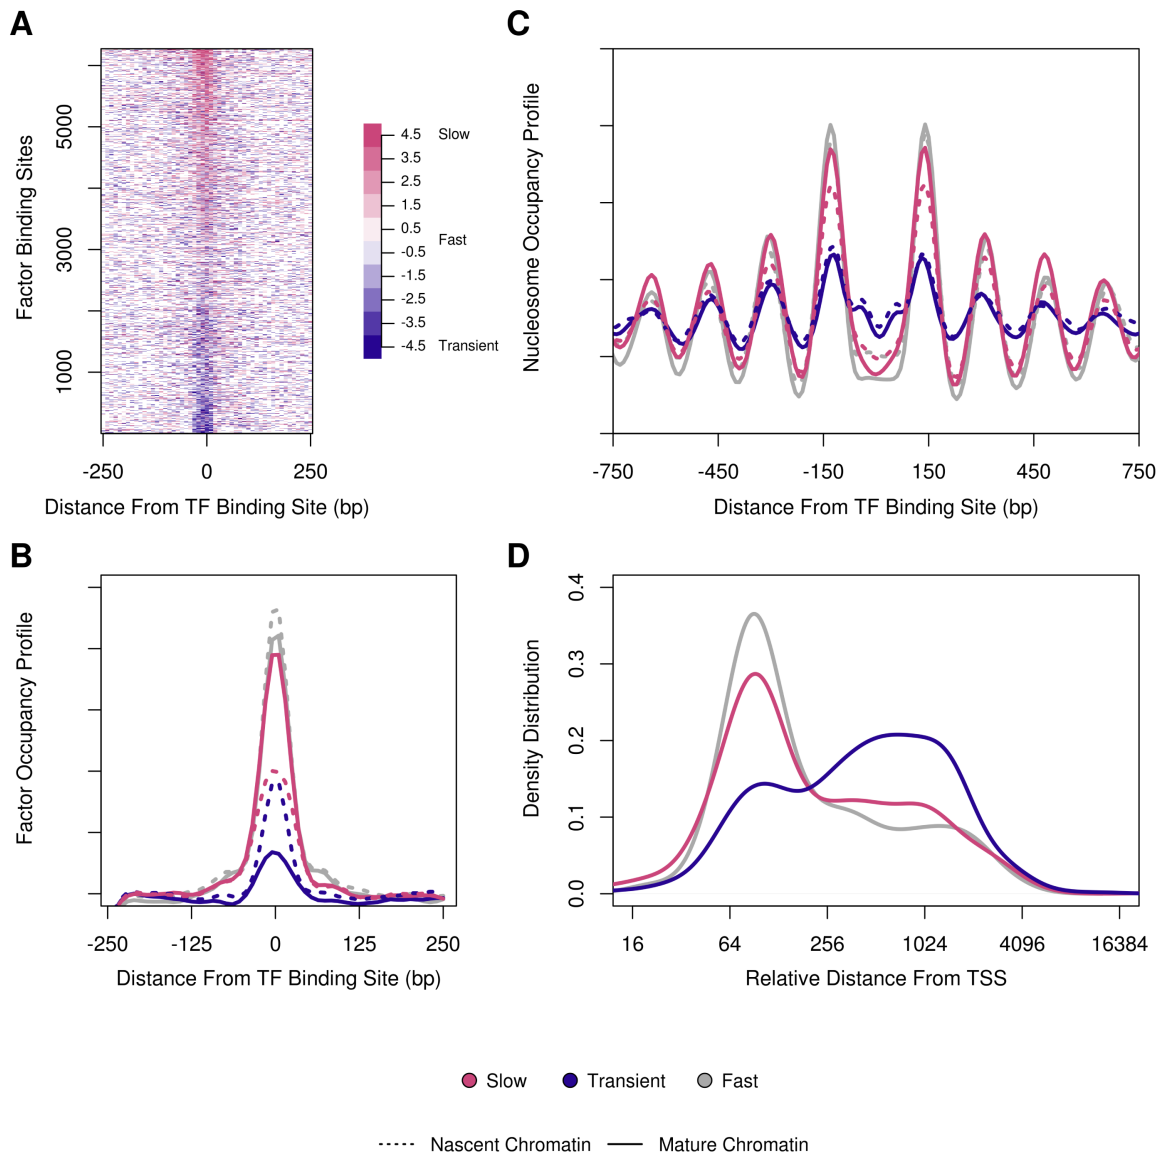 A
Factor Binding Sites
5000
3000
1000
-250 0 250
Distance From TF Binding Site (bp)
4.5 Slow
3.5
2.5
1.5
0.5
Fast
-0.5
-1.5
-2.5
-3.5
-4.5 Transient
C
Nucleosome Occupancy Profile
-750 -450 -150 150 450 750
Distance From TF Binding Site (bp)
B
Factor Occupancy Profile
-250 -125 0 125 250
Distance From TF Binding Site (bp)
D
Density Distribution
0.4
0.3
0.2
0.1
0.0
16 64 256 1024 4096 16384
Relative Distance From TSS
Slow Transient Fast
Nascent Chromatin Mature Chromatin